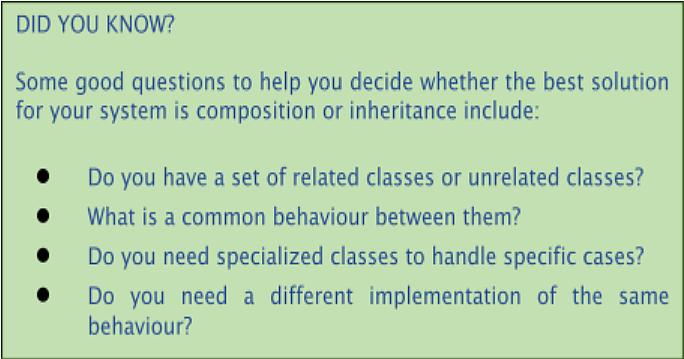 DID YOU KNOW?
Some good questions to help you decide whether the best solution
for your system is composition or inheritance include:
● Do you have a set of related classes or unrelated classes?
● What is a common behaviour between them?
● Do you need specialized classes to handle specific cases?
● Do you need a different implementation of the same
behaviour?